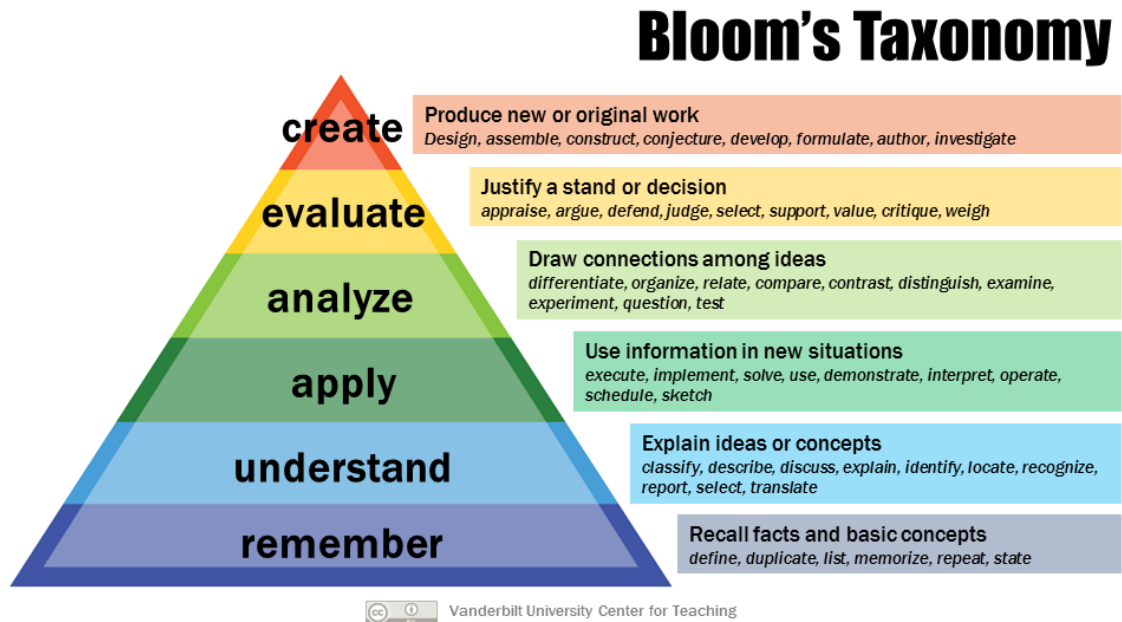 Bloom's Taxonomy
create
Produce new or original work
Design, assemble, construct, conjecture, develop, formulate, author, investigate
evaluate
Justify a stand or decision
appraise, argue, defend, judge, select, support, value, critique, weigh
analyze
Draw connections among ideas
differentiate, organize, relate, compare, contrast, distinguish, examine,
experiment, question, test
apply
Use information in new situations
execute, implement, solve, use, demonstrate, interpret, operate,
schedule, sketch
understand
Explain ideas or concepts
classify, describe, discuss, explain, identify, locate, recognize,
report, select, translate
remember
Recall facts and basic concepts
define, duplicate, list, memorize, repeat, state
cc
Vanderbilt University Center for Teaching